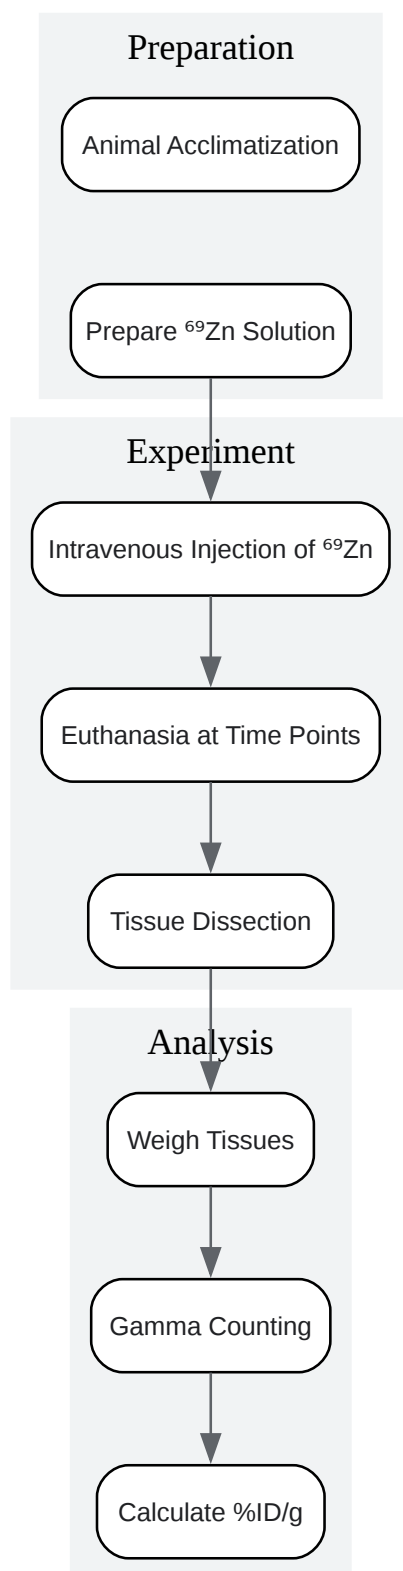 Preparation
Animal Acclimatization
Prepare ⁶⁹Zn Solution
Experiment
Intravenous Injection of ⁶⁹Zn
Euthanasia at Time Points
Tissue Dissection
Analysis
Weigh Tissues
Gamma Counting
Calculate %ID/g